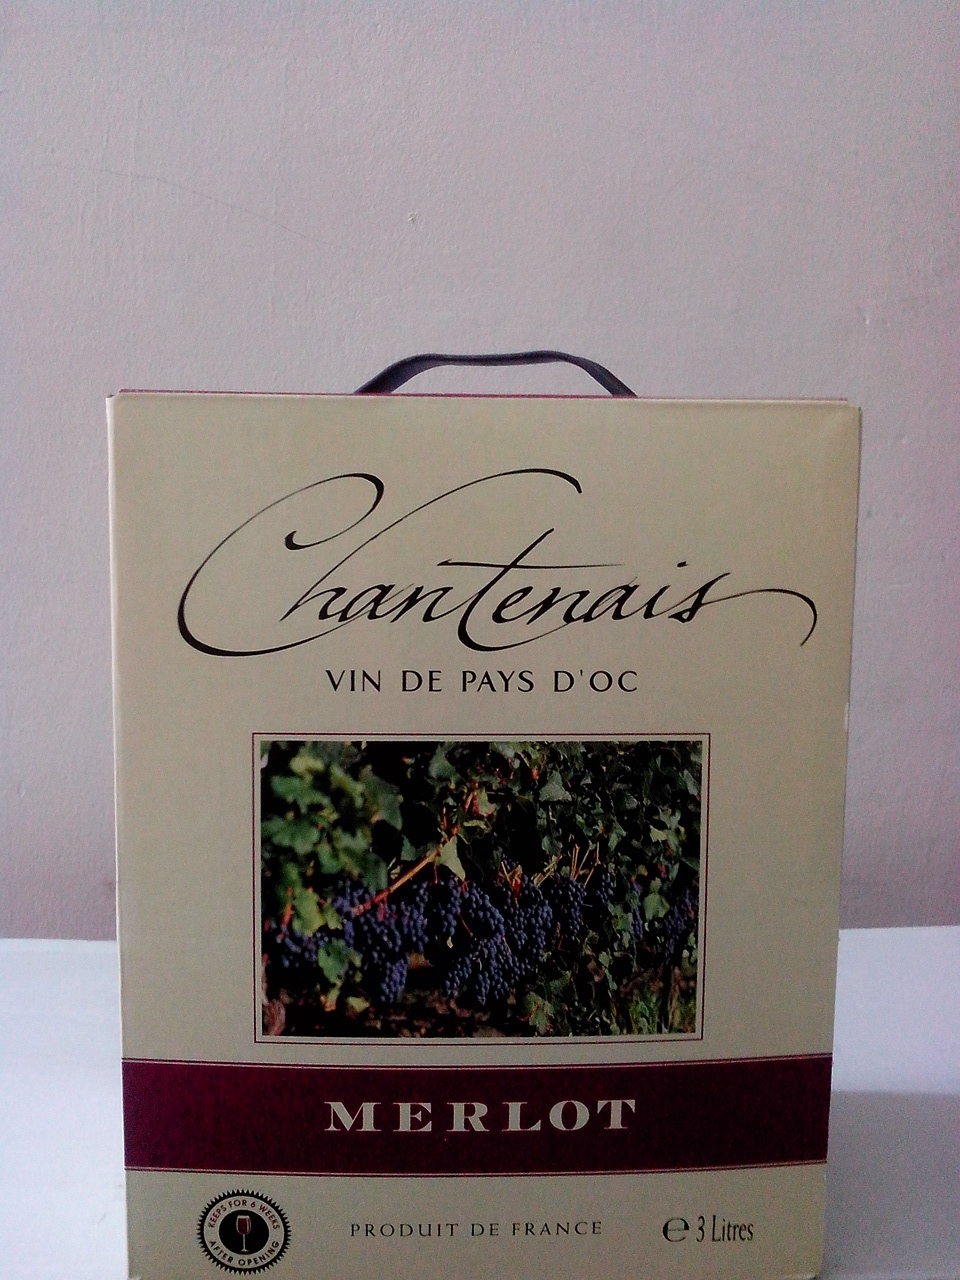 Chantenais
VIN DE PAYS D'OC
MERLOT
KEEPS FOR 6 WEEKS
AFTER OPENING
PRODUIT DE FRANCE
℮ 3 Litres